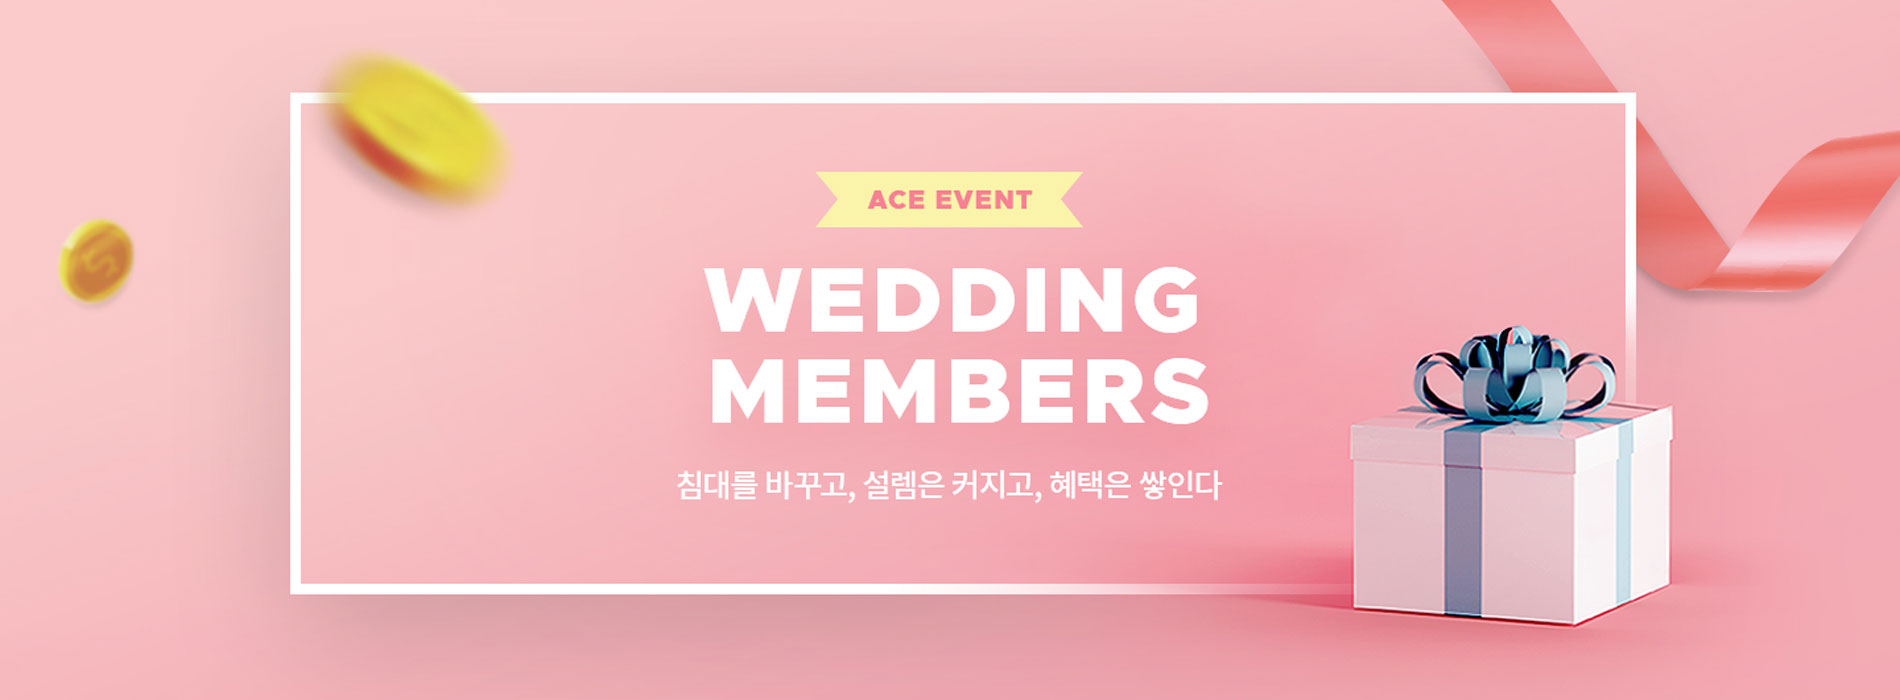 ACE EVENT
WEDDING
MEMBERS
침대를 바꾸고, 설렘은 커지고, 혜택은 쌓인다